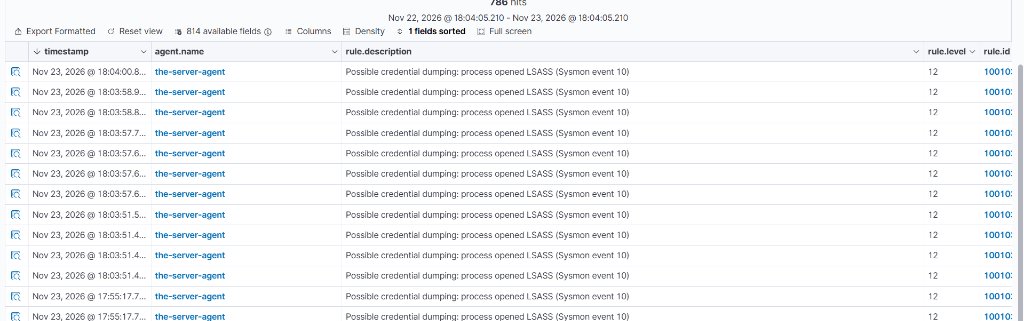 786 hits
Nov 22, 2026 @ 18:04:05.210 - Nov 23, 2026 @ 18:04:05.210
Export Formatted Reset view 814 available fields Columns Density 1 fields sorted Full screen
timestamp agent.name rule.description rule.level rule.id
Nov 23, 2026 @ 18:04:00.8... the-server-agent Possible credential dumping: process opened LSASS (Sysmon event 10) 12 10010
Nov 23, 2026 @ 18:03:58.9... the-server-agent Possible credential dumping: process opened LSASS (Sysmon event 10) 12 10010
Nov 23, 2026 @ 18:03:58.8... the-server-agent Possible credential dumping: process opened LSASS (Sysmon event 10) 12 10010
Nov 23, 2026 @ 18:03:57.7... the-server-agent Possible credential dumping: process opened LSASS (Sysmon event 10) 12 10010
Nov 23, 2026 @ 18:03:57.6... the-server-agent Possible credential dumping: process opened LSASS (Sysmon event 10) 12 10010
Nov 23, 2026 @ 18:03:57.6... the-server-agent Possible credential dumping: process opened LSASS (Sysmon event 10) 12 10010
Nov 23, 2026 @ 18:03:57.6... the-server-agent Possible credential dumping: process opened LSASS (Sysmon event 10) 12 10010
Nov 23, 2026 @ 18:03:51.5... the-server-agent Possible credential dumping: process opened LSASS (Sysmon event 10) 12 10010
Nov 23, 2026 @ 18:03:51.4... the-server-agent Possible credential dumping: process opened LSASS (Sysmon event 10) 12 10010
Nov 23, 2026 @ 18:03:51.4... the-server-agent Possible credential dumping: process opened LSASS (Sysmon event 10) 12 10010
Nov 23, 2026 @ 18:03:51.4... the-server-agent Possible credential dumping: process opened LSASS (Sysmon event 10) 12 10010
Nov 23, 2026 @ 17:55:17.7... the-server-agent Possible credential dumping: process opened LSASS (Sysmon event 10) 12 10010
Nov 23, 2026 @ 17:55:17.7... the-server-agent Possible credential dumping: process opened LSASS (Sysmon event 10) 12 10010